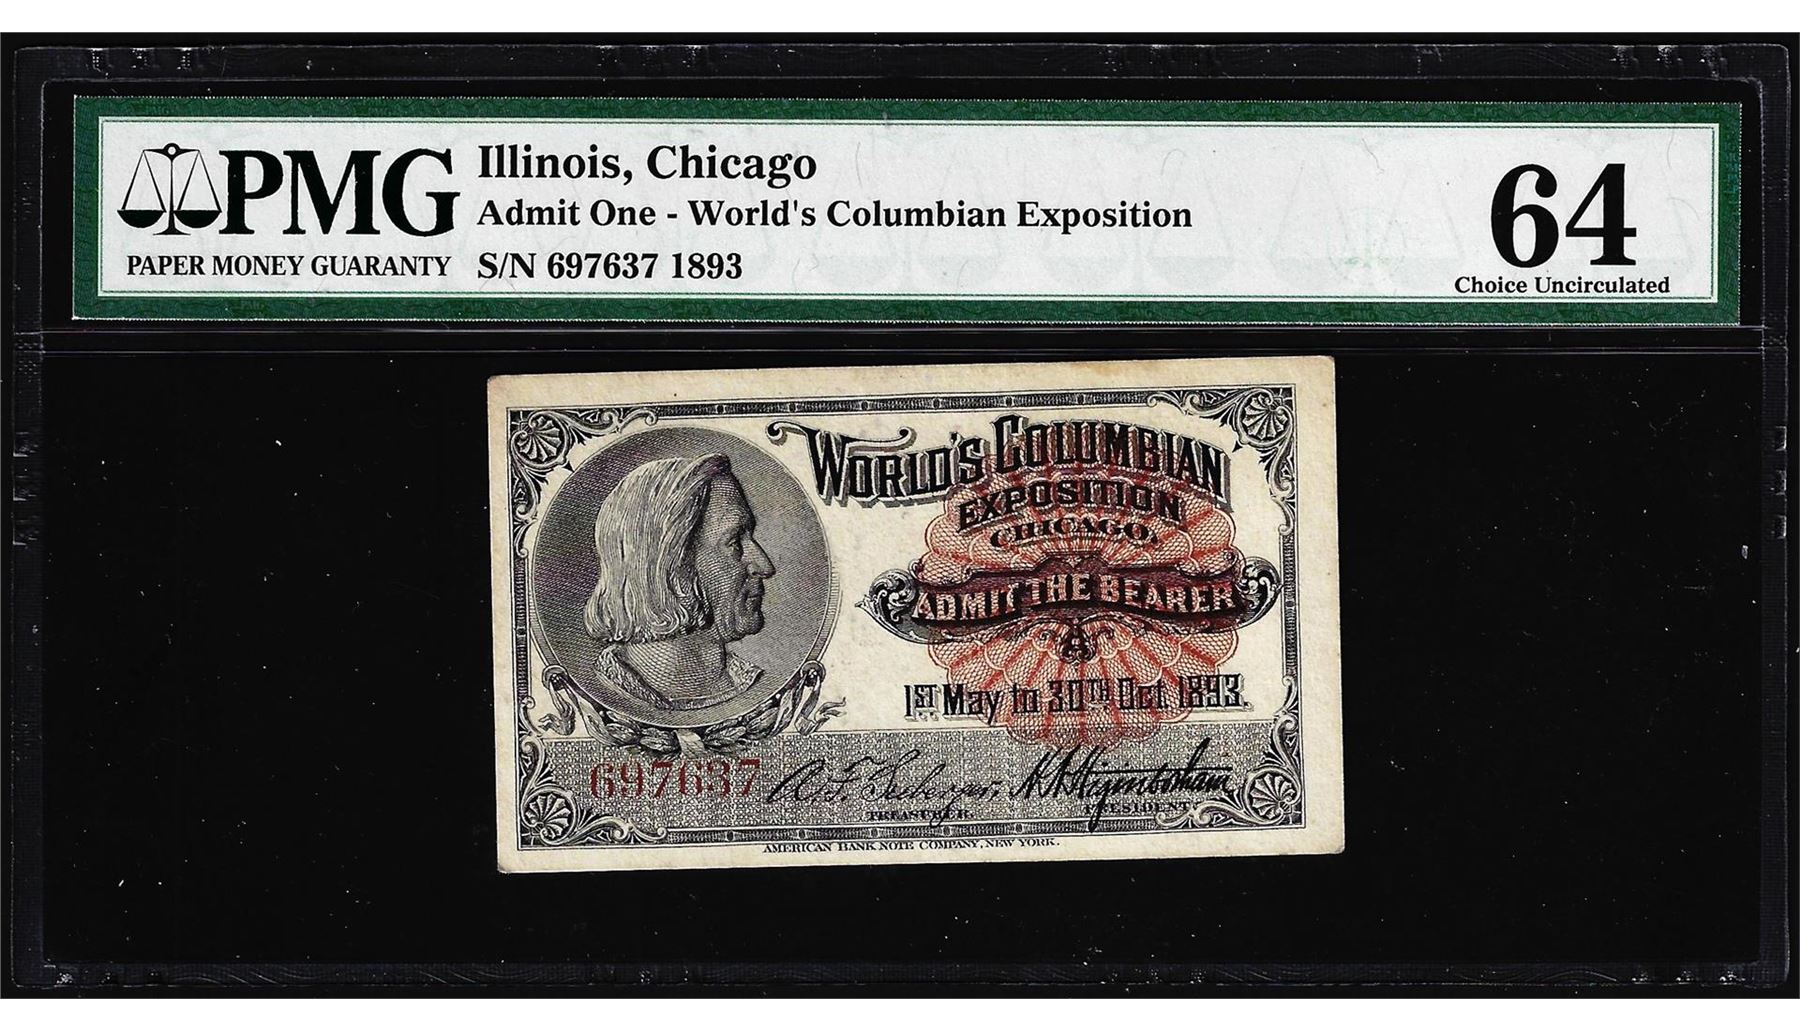 PMG
PAPER MONEY GUARANTY
Illinois, Chicago
Admit One - World's Columbian Exposition
S/N 697637 1893
64
Choice Uncirculated
WORLD'S COLUMBIAN
EXPOSITION
CHICAGO,
ADMIT THE BEARER
A
1ST May to 30TH Oct. 1893.
697637
A. F. Seeberger,
TREASURER.
H. N. Higinbotham
PRESIDENT.
AMERICAN BANK NOTE COMPANY, NEW YORK.